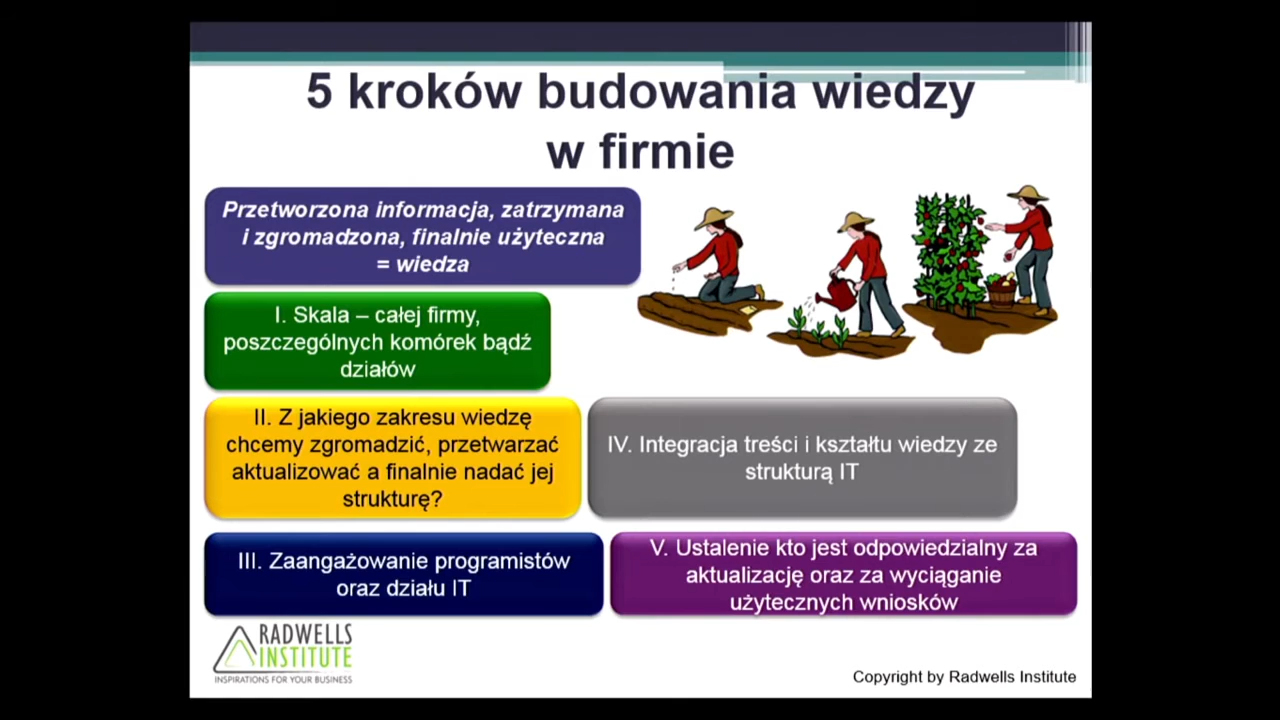 5 kroków budowania wiedzy
w firmie
Przetworzona informacja, zatrzymana
i zgromadzona, finalnie użyteczna
= wiedza
I. Skala – całej firmy,
poszczególnych komórek bądź
działów
II. Z jakiego zakresu wiedzę
chcemy zgromadzić, przetwarzać
aktualizować a finalnie nadać jej
strukturę?
III. Zaangażowanie programistów
oraz działu IT
IV. Integracja treści i kształtu wiedzy ze
strukturą IT
V. Ustalenie kto jest odpowiedzialny za
aktualizację oraz za wyciąganie
użytecznych wniosków
RADWELLS
INSTITUTE
INSPIRATIONS FOR YOUR BUSINESS
Copyright by Radwells Institute